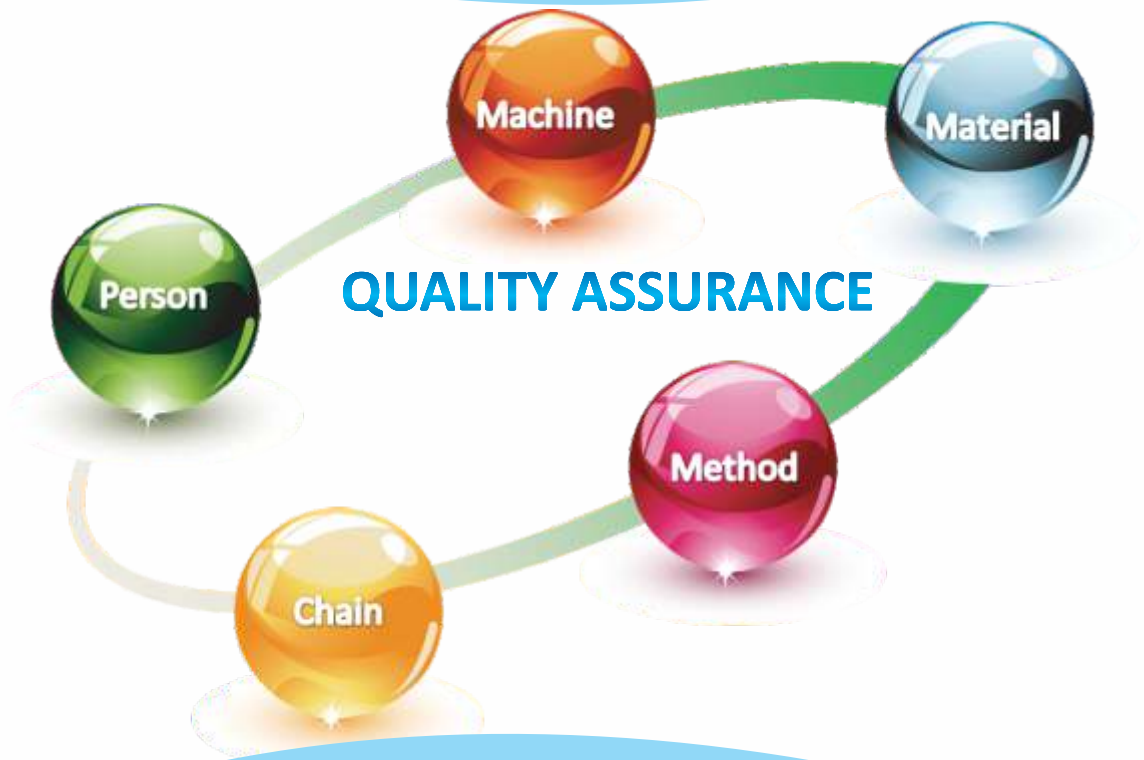 Machine
Material
Person
QUALITY ASSURANCE
Method
Chain